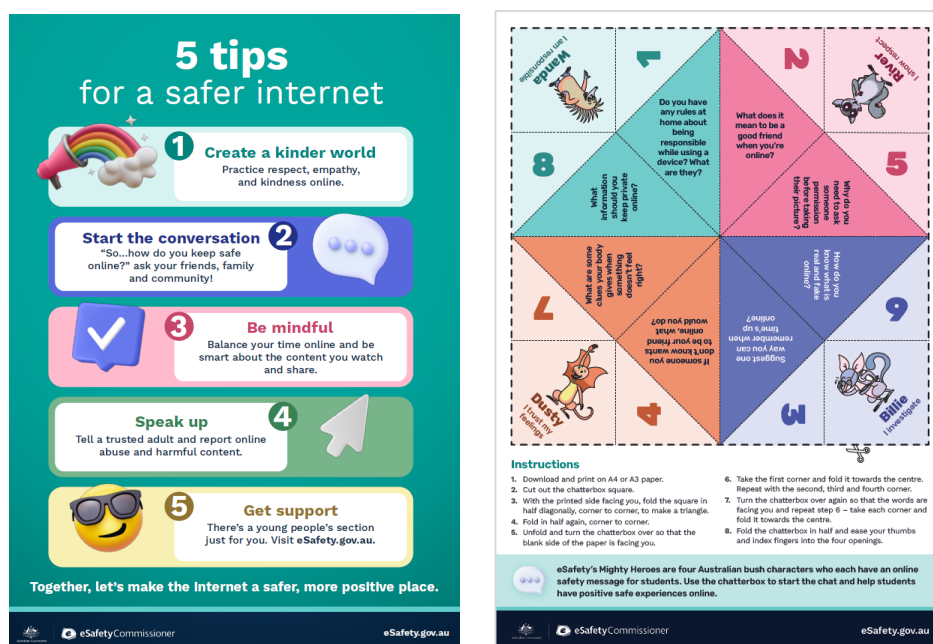 5 tips
for a safer internet
1
Create a kinder world
Practice respect, empathy,
and kindness online.
Start the conversation
2
“So...how do you keep safe
online?” ask your friends, family
and community!
3
Be mindful
Balance your time online and be
smart about the content you watch
and share.
Speak up
4
Tell a trusted adult and report online
abuse and harmful content.
5
Get support
There’s a young people’s section
just for you. Visit eSafety.gov.au.
Together, let’s make the internet a safer, more positive place.
eSafetyCommissioner
eSafety.gov.au
Wanda
I am responsible
1
Do you have
any rules at
home about
being
responsible
while using a
device? What
are they?
2
What does it
mean to be a
good friend
when you’re
online?
River
I show respect
8
What
information
should you
keep private
online?
5
Why do you
need to ask
someone
permission
before taking
their picture?
7
What are some
clues your body
gives when
something
doesn’t feel
right?
6
How do you
know what is
real and fake
online?
4
If someone you
don’t know wants
to be your friend
online, what
would you do?
3
Suggest one
way you can
remember when
time’s up
online?
Dusty
I trust my
feelings
Billie
I investigate
Instructions
1. Download and print on A4 or A3 paper.
2. Cut out the chatterbox square.
3. With the printed side facing you, fold the square in
half diagonally, corner to corner, to make a triangle.
4. Fold in half again, corner to corner.
5. Unfold and turn the chatterbox over so that the
blank side of the paper is facing you.
6. Take the first corner and fold it towards the centre.
Repeat with the second, third and fourth corner.
7. Turn the chatterbox over again so that the words are
facing you and repeat step 6 – take each corner and
fold it towards the centre.
8. Fold the chatterbox in half and ease your thumbs
and index fingers into the four openings.
eSafety’s Mighty Heroes are four Australian bush characters who each have an online
safety message for students. Use the chatterbox to start the chat and help students
have positive safe experiences online.
eSafetyCommissioner
eSafety.gov.au